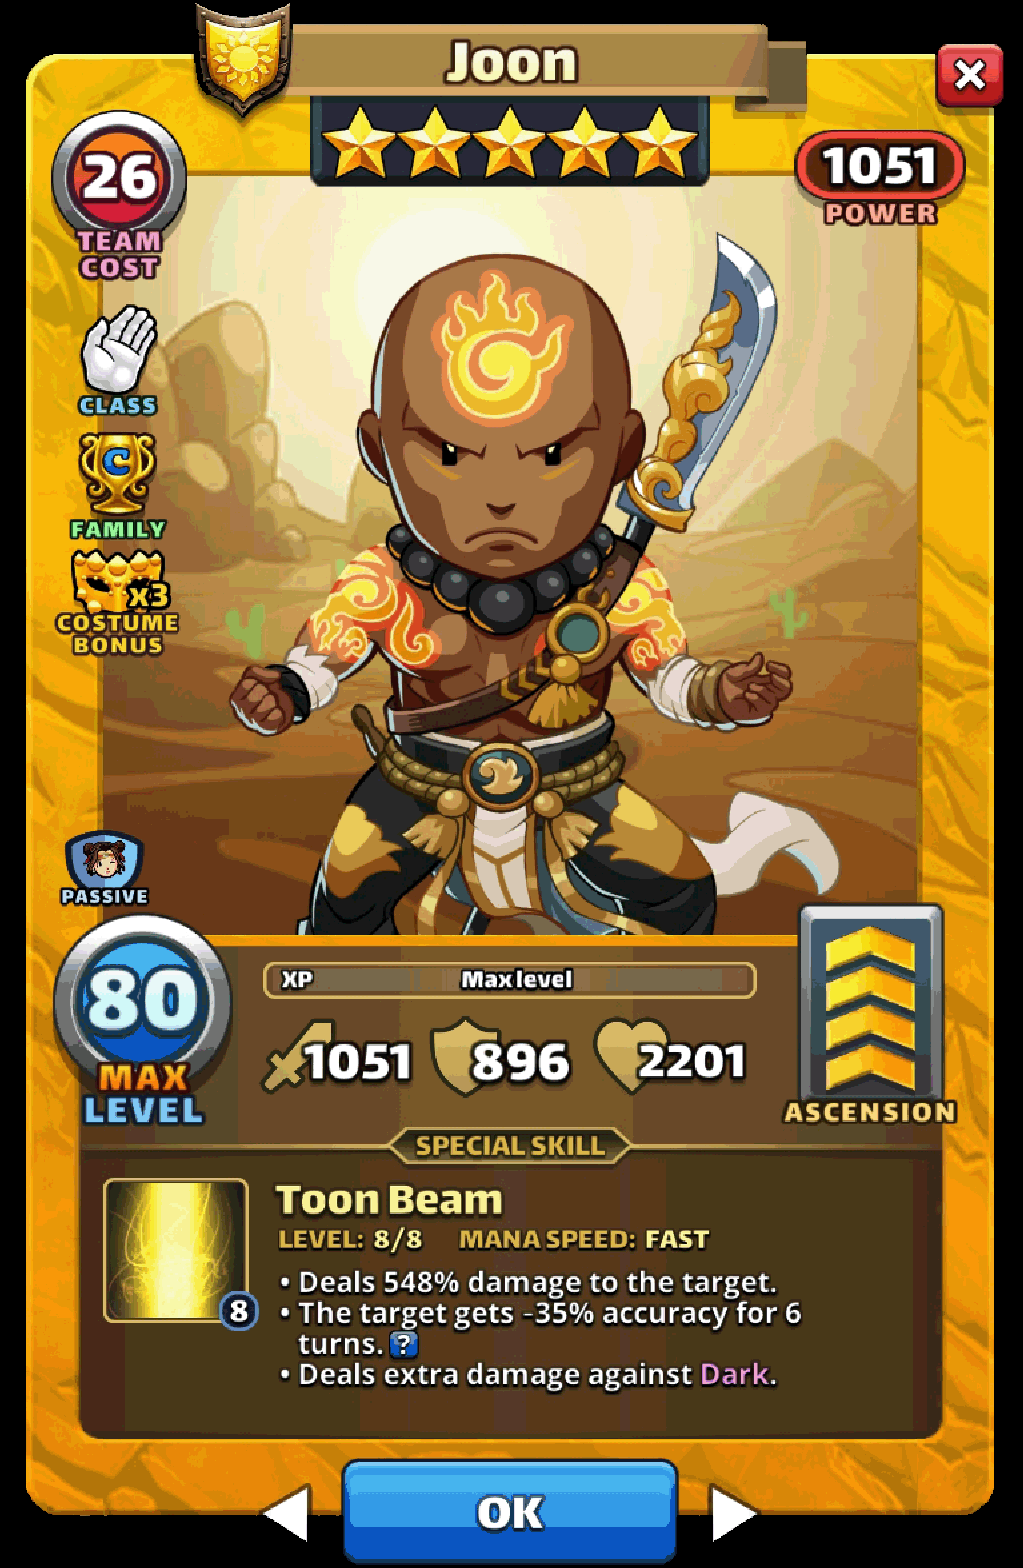 Joon
26
TEAM
COST
1051
POWER
CLASS
C
FAMILY
x3
COSTUME
BONUS
PASSIVE
80
MAX
LEVEL
XP Max level
1051 896 2201
ASCENSION
SPECIAL SKILL
Toon Beam
LEVEL: 8/8 MANA SPEED: FAST
8
• Deals 548% damage to the target.
• The target gets -35% accuracy for 6
turns. ?
• Deals extra damage against Dark.
OK